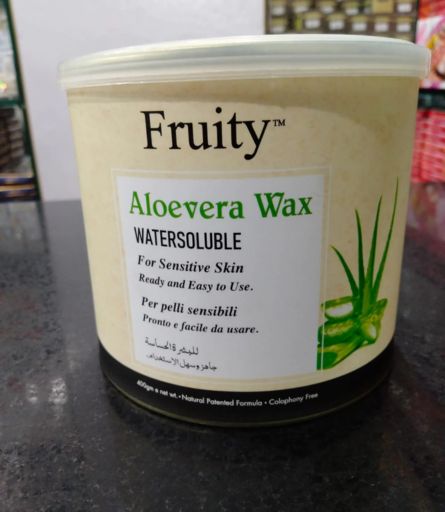 Fruity™
Aloevera Wax
WATERSOLUBLE
For Sensitive Skin
Ready and Easy to Use.
Per pelli sensibili
Pronto e facile da usare.
للبشرة الحساسة
جاهز وسهل الاستخدام.
400gm e net wt. • Natural Patented Formula • Colophony Free